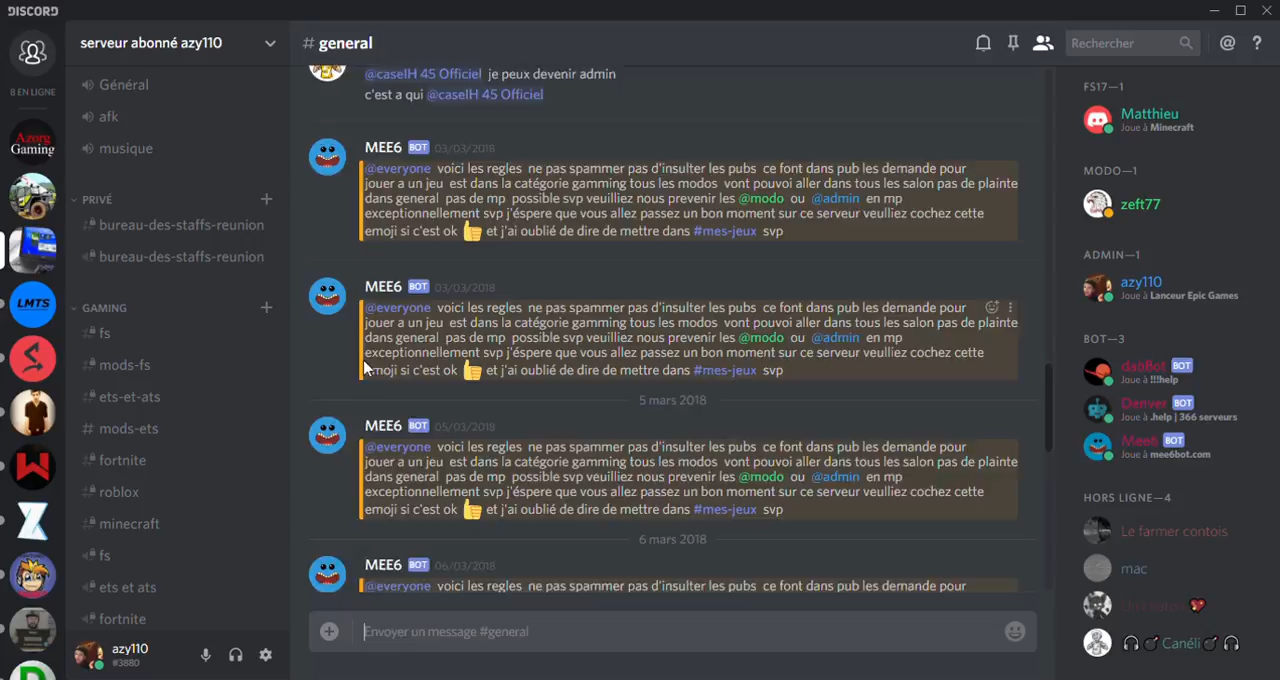 DISCORD
8 EN LIGNE
Azorg
Gaming
LMTS
serveur abonné azy110
Général
afk
musique
PRIVÉ
bureau-des-staffs-reunion
bureau-des-staffs-reunion
GAMING
fs
mods-fs
ets-et-ats
# mods-ets
fortnite
roblox
minecraft
fs
ets et ats
fortnite
azy110
#3880
# general
Rechercher
@caseIH 45 Officiel je peux devenir admin
c'est a qui @caseIH 45 Officiel
MEE6 BOT 03/03/2018
@everyone voici les regles ne pas spammer pas d'insulter les pubs ce font dans pub les demande pour
jouer a un jeu est dans la catégorie gamming tous les modos vont pouvoi aller dans tous les salon pas de plainte
dans general pas de mp possible svp veuilliez nous prevenir les @modo ou @admin en mp
exceptionnellement svp j'éspere que vous allez passez un bon moment sur ce serveur veulliez cochez cette
emoji si c'est ok 👍 et j'ai oublié de dire de mettre dans #mes-jeux svp
MEE6 BOT 03/03/2018
@everyone voici les regles ne pas spammer pas d'insulter les pubs ce font dans pub les demande pour
jouer a un jeu est dans la catégorie gamming tous les modos vont pouvoi aller dans tous les salon pas de plainte
dans general pas de mp possible svp veuilliez nous prevenir les @modo ou @admin en mp
exceptionnellement svp j'éspere que vous allez passez un bon moment sur ce serveur veulliez cochez cette
emoji si c'est ok 👍 et j'ai oublié de dire de mettre dans #mes-jeux svp
5 mars 2018
MEE6 BOT 05/03/2018
@everyone voici les regles ne pas spammer pas d'insulter les pubs ce font dans pub les demande pour
jouer a un jeu est dans la catégorie gamming tous les modos vont pouvoi aller dans tous les salon pas de plainte
dans general pas de mp possible svp veuilliez nous prevenir les @modo ou @admin en mp
exceptionnellement svp j'éspere que vous allez passez un bon moment sur ce serveur veulliez cochez cette
emoji si c'est ok 👍 et j'ai oublié de dire de mettre dans #mes-jeux svp
6 mars 2018
MEE6 BOT 06/03/2018
@everyone voici les regles ne pas spammer pas d'insulter les pubs ce font dans pub les demande pour
Envoyer un message #general
FS17—1
Matthieu
Joue à Minecraft
MODO—1
zeft77
ADMIN—1
azy110
Joue à Lanceur Epic Games
BOT—3
dabBot BOT
Joue à !!!help
Denver BOT
Joue à .help | 366 serveurs
Mee6 BOT
Joue à mee6bot.com
HORS LIGNE—4
Le farmer contois
mac
Canéli